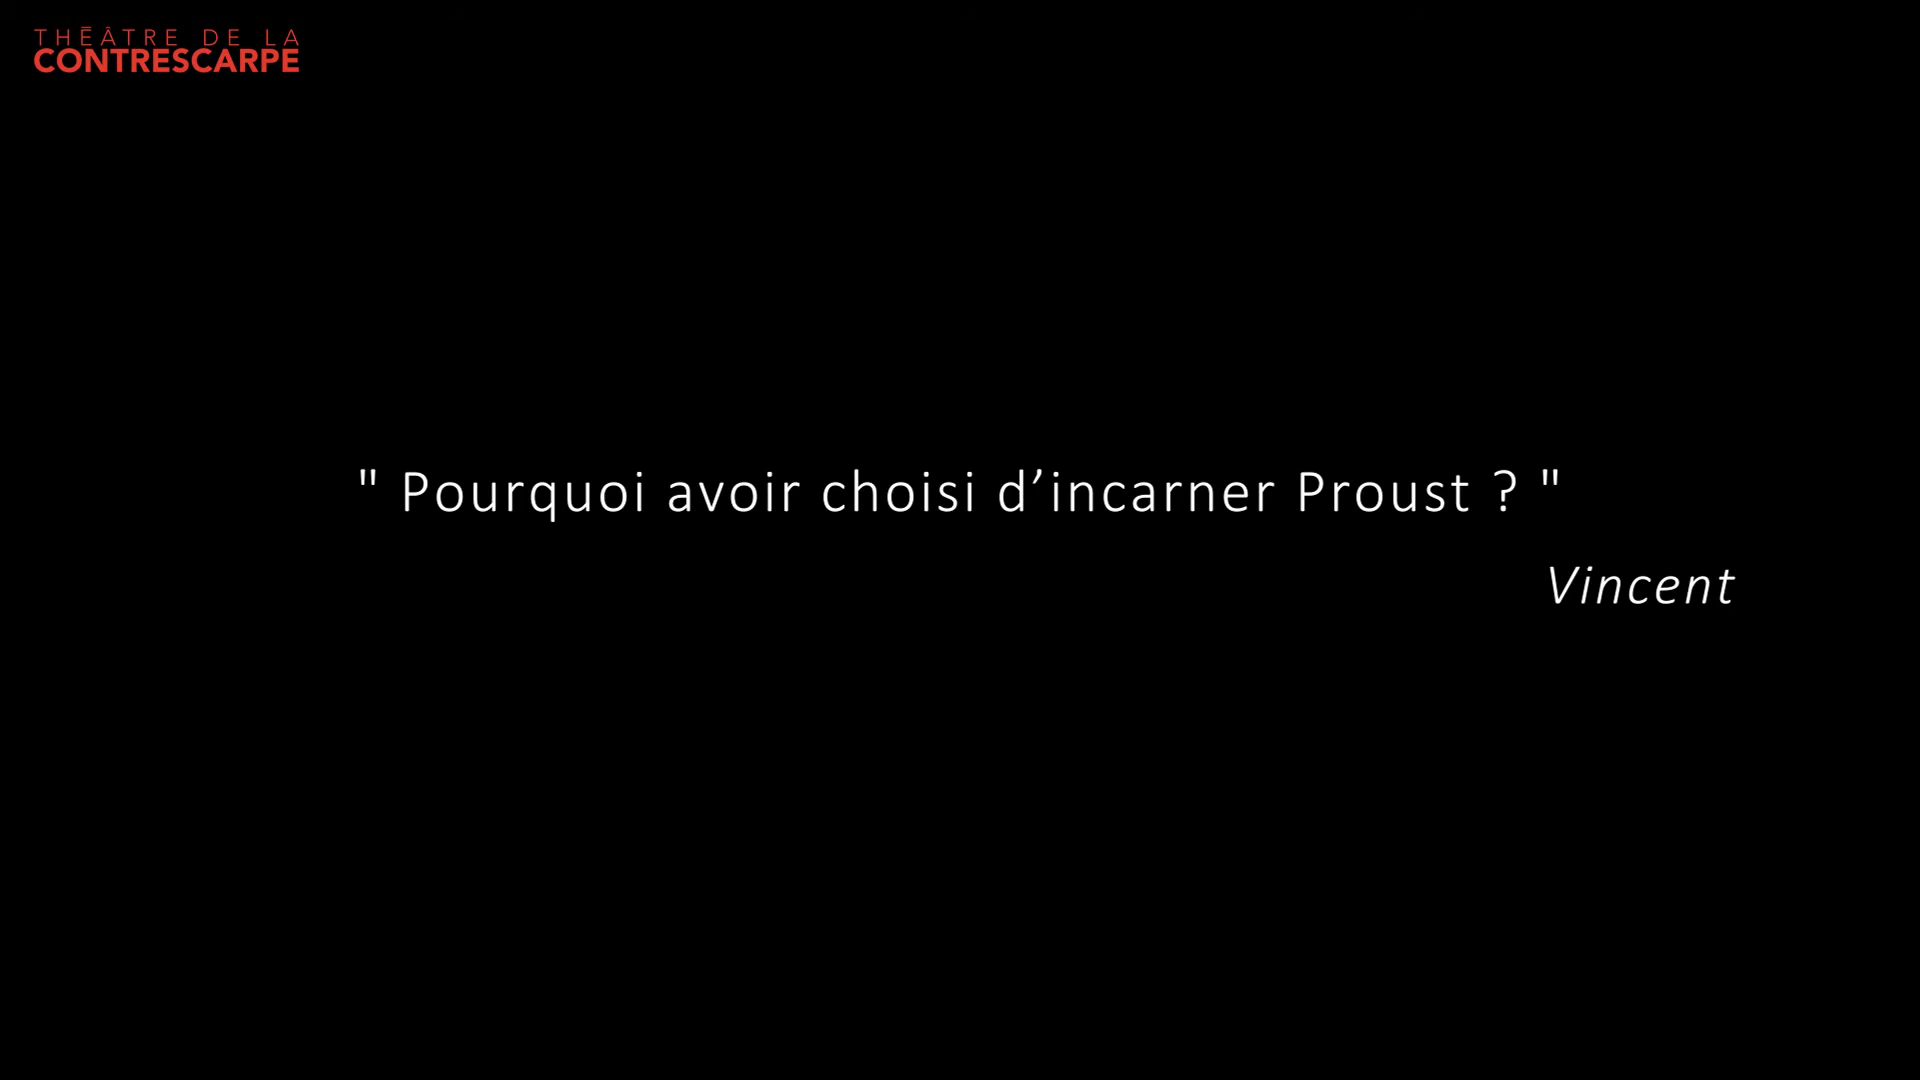 THÉÂTRE DE LA
CONTRESCARPE
" Pourquoi avoir choisi d’incarner Proust ? "
Vincent